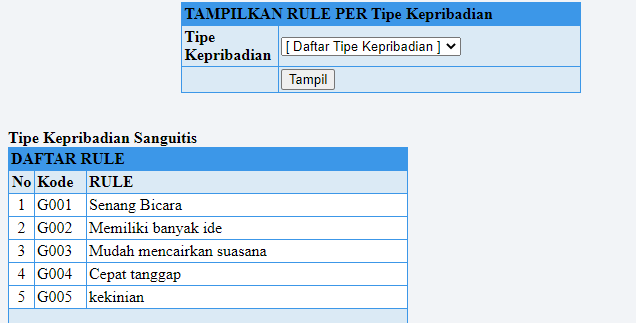 TAMPILKAN RULE PER Tipe Kepribadian
Tipe
Kepribadian
[ Daftar Tipe Kepribadian ]
Tampil
Tipe Kepribadian Sanguitis
DAFTAR RULE
No Kode RULE
1 G001 Senang Bicara
2 G002 Memiliki banyak ide
3 G003 Mudah mencairkan suasana
4 G004 Cepat tanggap
5 G005 kekinian